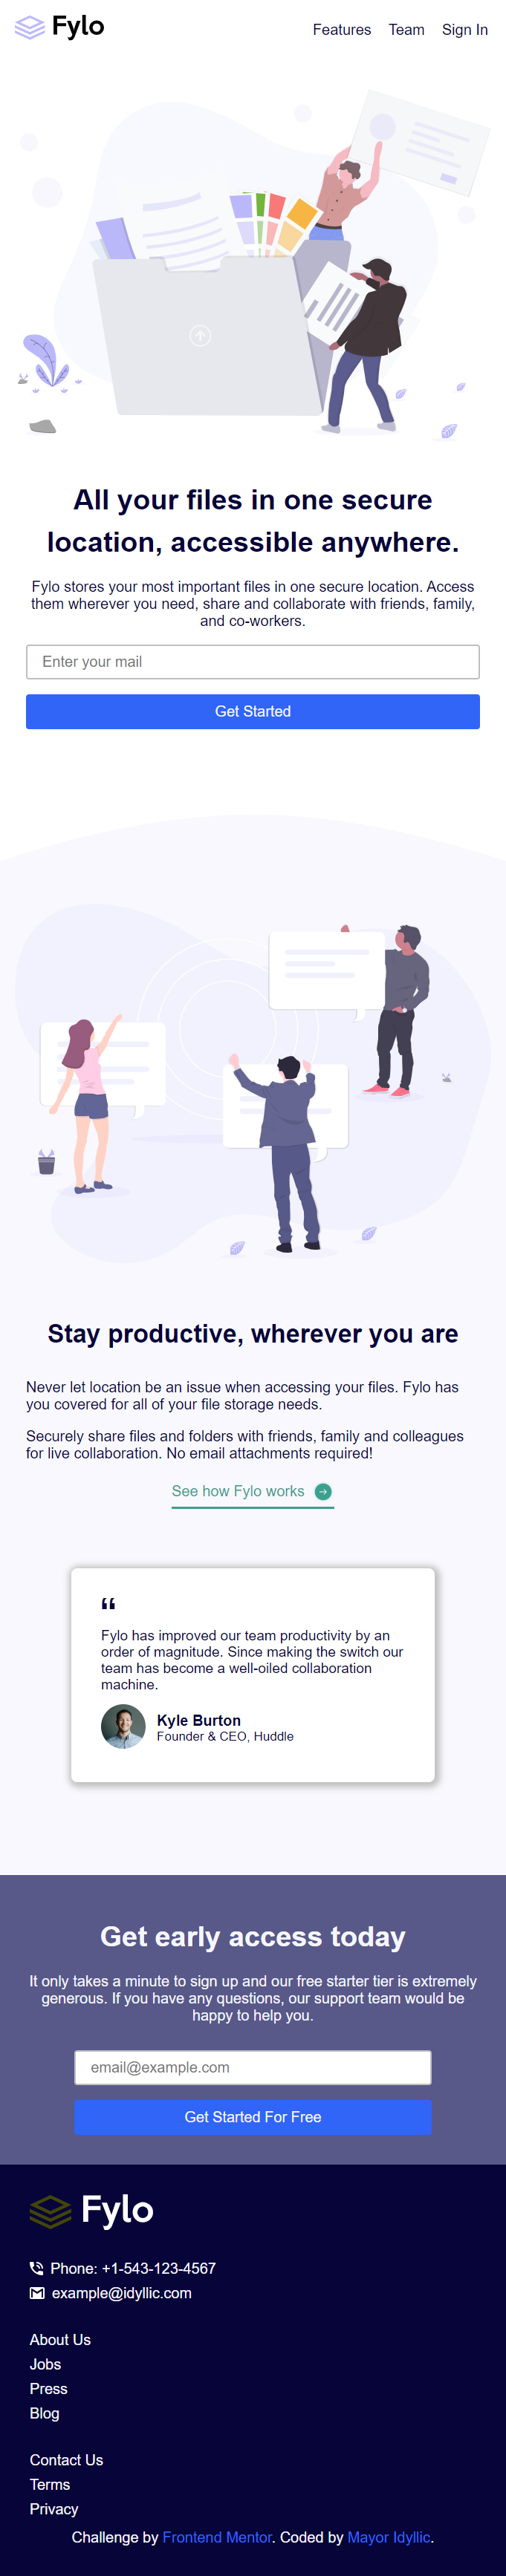 Fylo
Features Team Sign In
All your files in one secure
location, accessible anywhere.
Fylo stores your most important files in one secure location. Access
them wherever you need, share and collaborate with friends, family,
and co-workers.
Enter your mail
Get Started
Stay productive, wherever you are
Never let location be an issue when accessing your files. Fylo has
you covered for all of your file storage needs.
Securely share files and folders with friends, family and colleagues
for live collaboration. No email attachments required!
See how Fylo works
“
Fylo has improved our team productivity by an
order of magnitude. Since making the switch our
team has become a well-oiled collaboration
machine.
Kyle Burton
Founder & CEO, Huddle
Get early access today
It only takes a minute to sign up and our free starter tier is extremely
generous. If you have any questions, our support team would be
happy to help you.
email@example.com
Get Started For Free
Fylo
Phone: +1-543-123-4567
example@idyllic.com
About Us
Jobs
Press
Blog
Contact Us
Terms
Privacy
Challenge by Frontend Mentor. Coded by Mayor Idyllic.